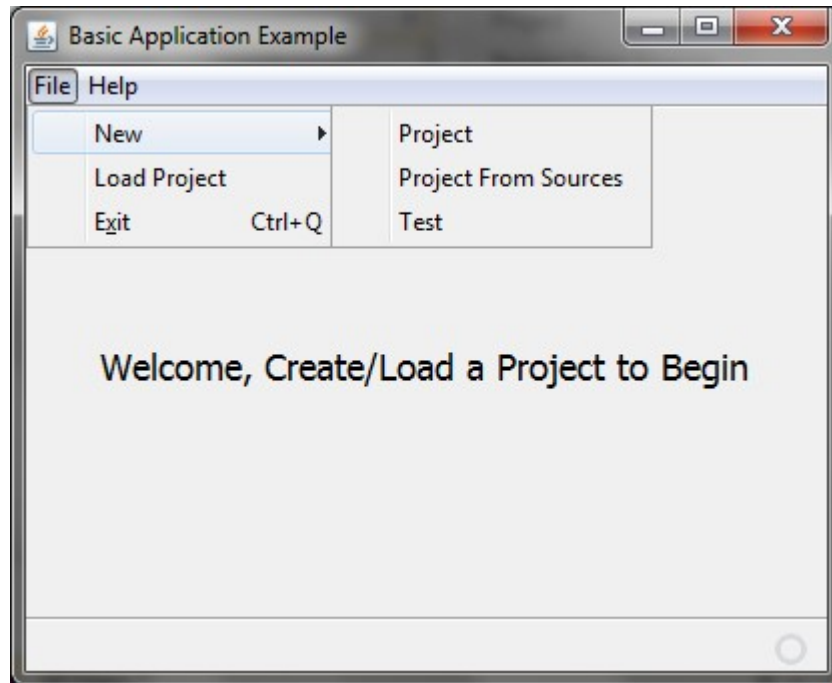 Basic Application Example
File Help
New Project
Load Project Project From Sources
Exit Ctrl+Q Test
Welcome, Create/Load a Project to Begin